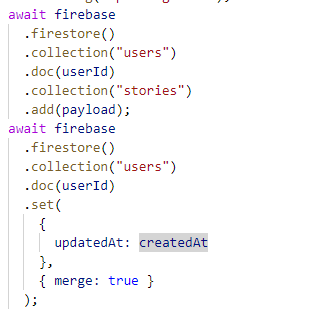 await firebase
.firestore()
.collection("users")
.doc(userId)
.collection("stories")
.add(payload);
await firebase
.firestore()
.collection("users")
.doc(userId)
.set(
{
updatedAt: createdAt
},
{ merge: true }
);